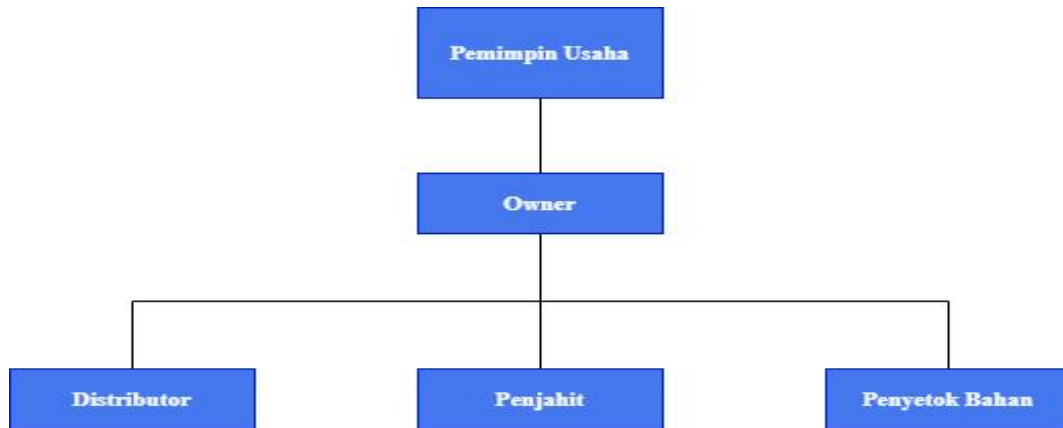 Pemimpin Usaha
Owner
Distributor
Penjahit
Penyetok Bahan